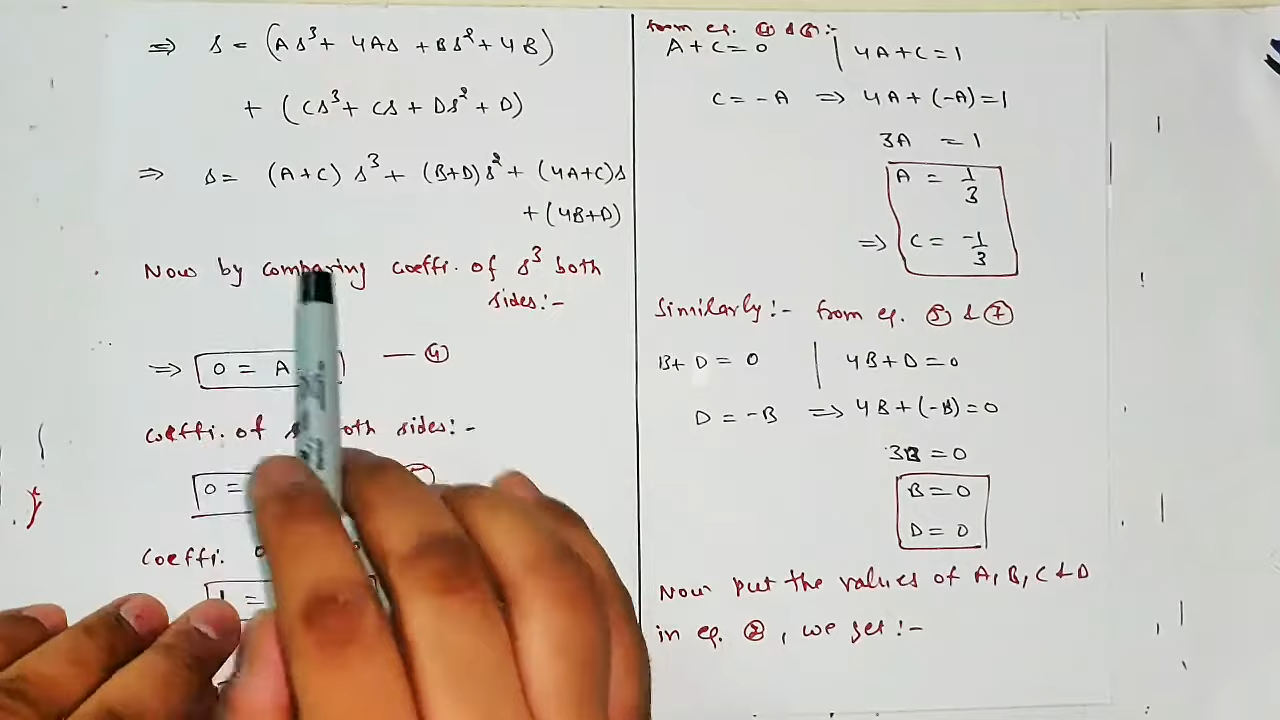 ⇒ s = (As³ + 4As + Bs² + 4B)
+ (Cs³ + Cs + Ds² + D)
⇒ s = (A+C) s³ + (B+D) s² + (4A+C)s
+ (4B+D)
Now by comparing coeffi. of s³ both
sides:-
⇒ 0 = A — ④
coeffi. of both sides:-
0 =
coeffi.
1 =
from eq. ④ & ⑥:-
A + C = 0 | 4A + C = 1
C = -A ⇒ 4A + (-A) = 1
3A = 1
A = 1/3
⇒ C = -1/3
Similarly:- from eq. ⑤ & ⑦
B + D = 0 | 4B + D = 0
D = -B ⇒ 4B + (-B) = 0
3B = 0
B = 0
D = 0
Now put the values of A, B, C & D
in eq. ②, we get:-